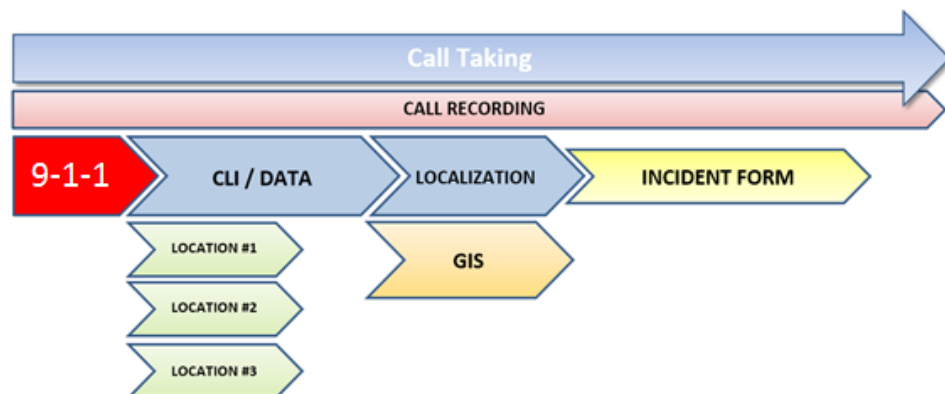 Call Taking
CALL RECORDING
9-1-1
CLI / DATA
LOCALIZATION
INCIDENT FORM
LOCATION #1
GIS
LOCATION #2
LOCATION #3